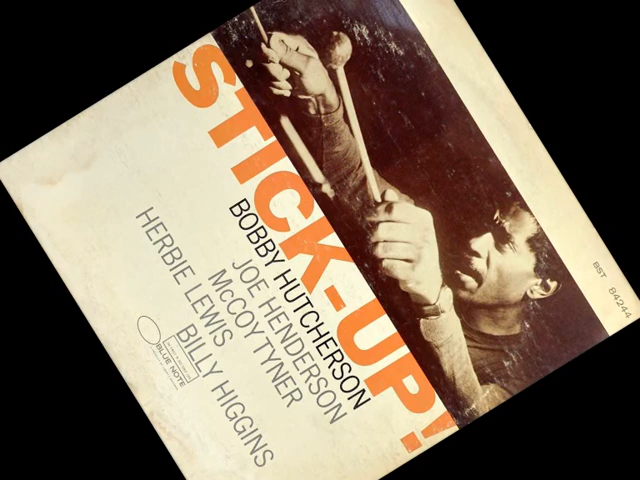 BST 84244
STICK-UP!
BOBBY HUTCHERSON
JOE HENDERSON
McCOY TYNER
HERBIE LEWIS
BILLY HIGGINS
BLUE NOTE